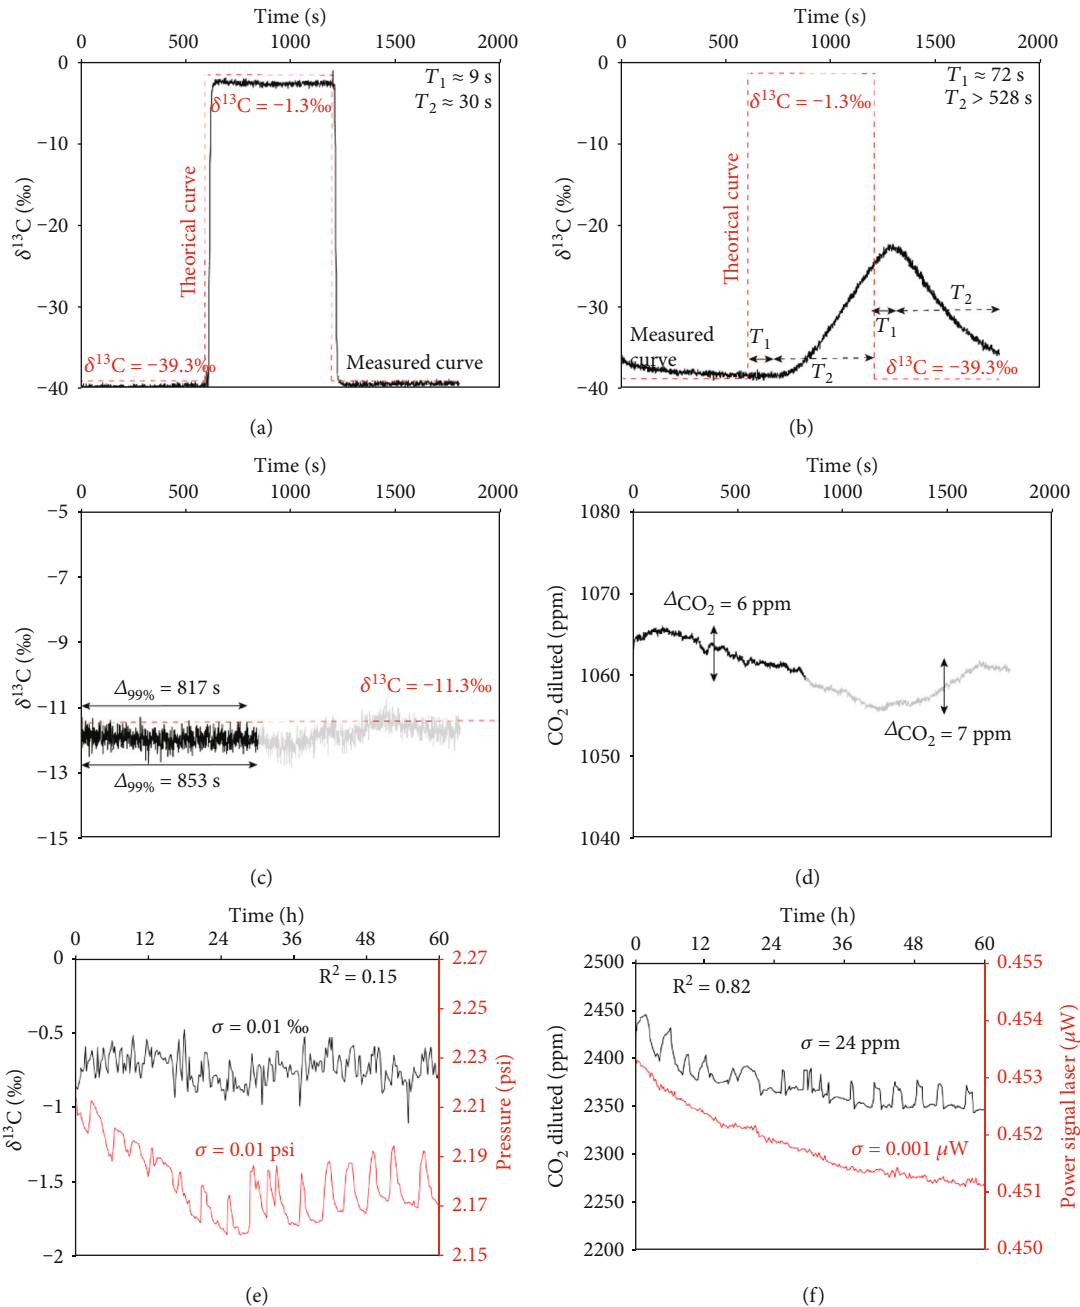 Time (s)
0 500 1000 1500 2000
0
−10
−20
−30
−40
δ¹³C (‰)
T₁ ≈ 9 s
T₂ ≈ 30 s
δ¹³C = −1.3‰
Theorical curve
δ¹³C = −39.3‰
Measured curve
(a)
Time (s)
0 500 1000 1500 2000
0
−10
−20
−30
−40
δ¹³C (‰)
T₁ ≈ 72 s
T₂ > 528 s
δ¹³C = −1.3‰
Theorical curve
Measured
curve
T₁
T₂
T₁
T₂
δ¹³C = −39.3‰
(b)
Time (s)
0 500 1000 1500 2000
−5
−7
−9
−11
−13
−15
δ¹³C (‰)
Δ99% = 817 s
δ¹³C = −11.3‰
Δ99% = 853 s
(c)
Time (s)
0 500 1000 1500 2000
1080
1070
1060
1050
1040
CO₂ diluted (ppm)
ΔCO₂ = 6 ppm
ΔCO₂ = 7 ppm
(d)
Time (h)
0 12 24 36 48 60
0
−0.5
−1
−1.5
−2
δ¹³C (‰)
R² = 0.15
σ = 0.01 ‰
σ = 0.01 psi
2.27
2.25
2.23
2.21
2.19
2.17
2.15
Pressure (psi)
(e)
Time (h)
0 12 24 36 48 60
2500
2450
2400
2350
2300
2250
2200
CO₂ diluted (ppm)
R² = 0.82
σ = 24 ppm
σ = 0.001 μW
0.455
0.454
0.453
0.452
0.451
0.450
Power signal laser (μW)
(f)